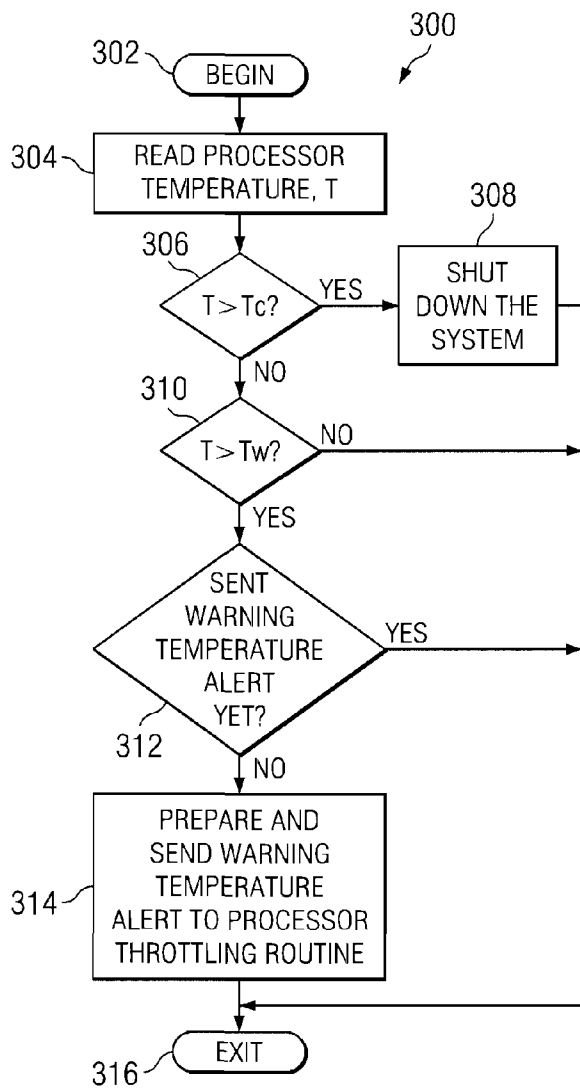 300
302
BEGIN
304
READ PROCESSOR
TEMPERATURE, T
306
T > Tc?
YES
308
SHUT
DOWN THE
SYSTEM
NO
310
T > Tw?
NO
YES
SENT
WARNING
TEMPERATURE
ALERT
YET?
YES
312
NO
PREPARE AND
SEND WARNING
TEMPERATURE
ALERT TO PROCESSOR
THROTTLING ROUTINE
314
EXIT
316